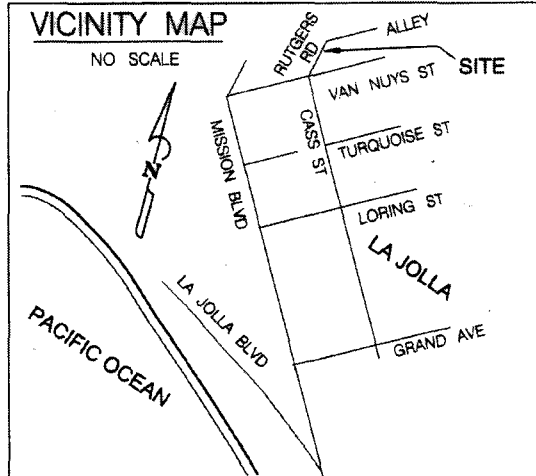 VICINITY MAP
NO SCALE
RUTGERS
RD
ALLEY
SITE
VAN NUYS ST
MISSION BLVD
CASS ST
TURQUOISE ST
N
LORING ST
LA JOLLA
LA JOLLA BLVD
PACIFIC OCEAN
GRAND AVE